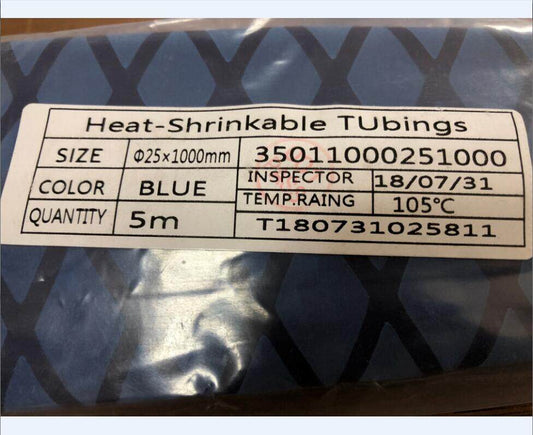 Heat-Shrinkable TUbings
SIZE Φ25×1000mm 35011000251000
COLOR BLUE INSPECTOR 18/07/31
TEMP.RAING 105℃
QUANTITY 5m T180731025811